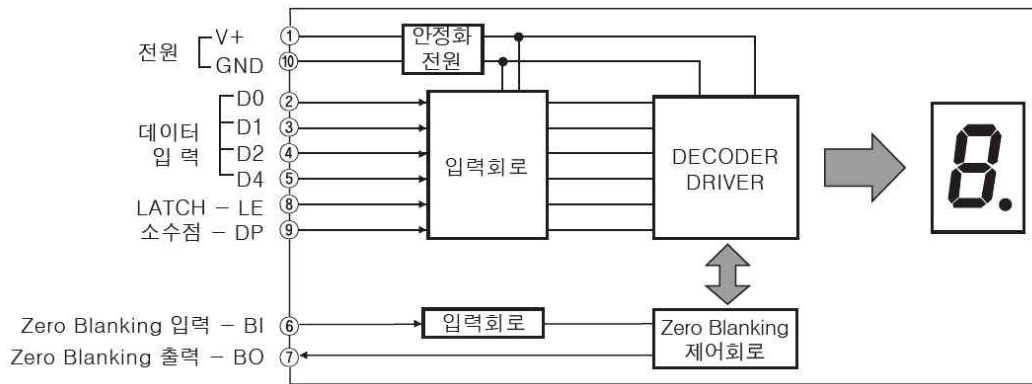 전원
V+ ①
GND ⑩
안정화
전원
데이터
입 력
D0 ②
D1 ③
D2 ④
D4 ⑤
LATCH - LE ⑧
소수점 - DP ⑨
입력회로
DECODER
DRIVER
8.
Zero Blanking 입력 - BI ⑥
Zero Blanking 출력 - BO ⑦
입력회로
Zero Blanking
제어회로